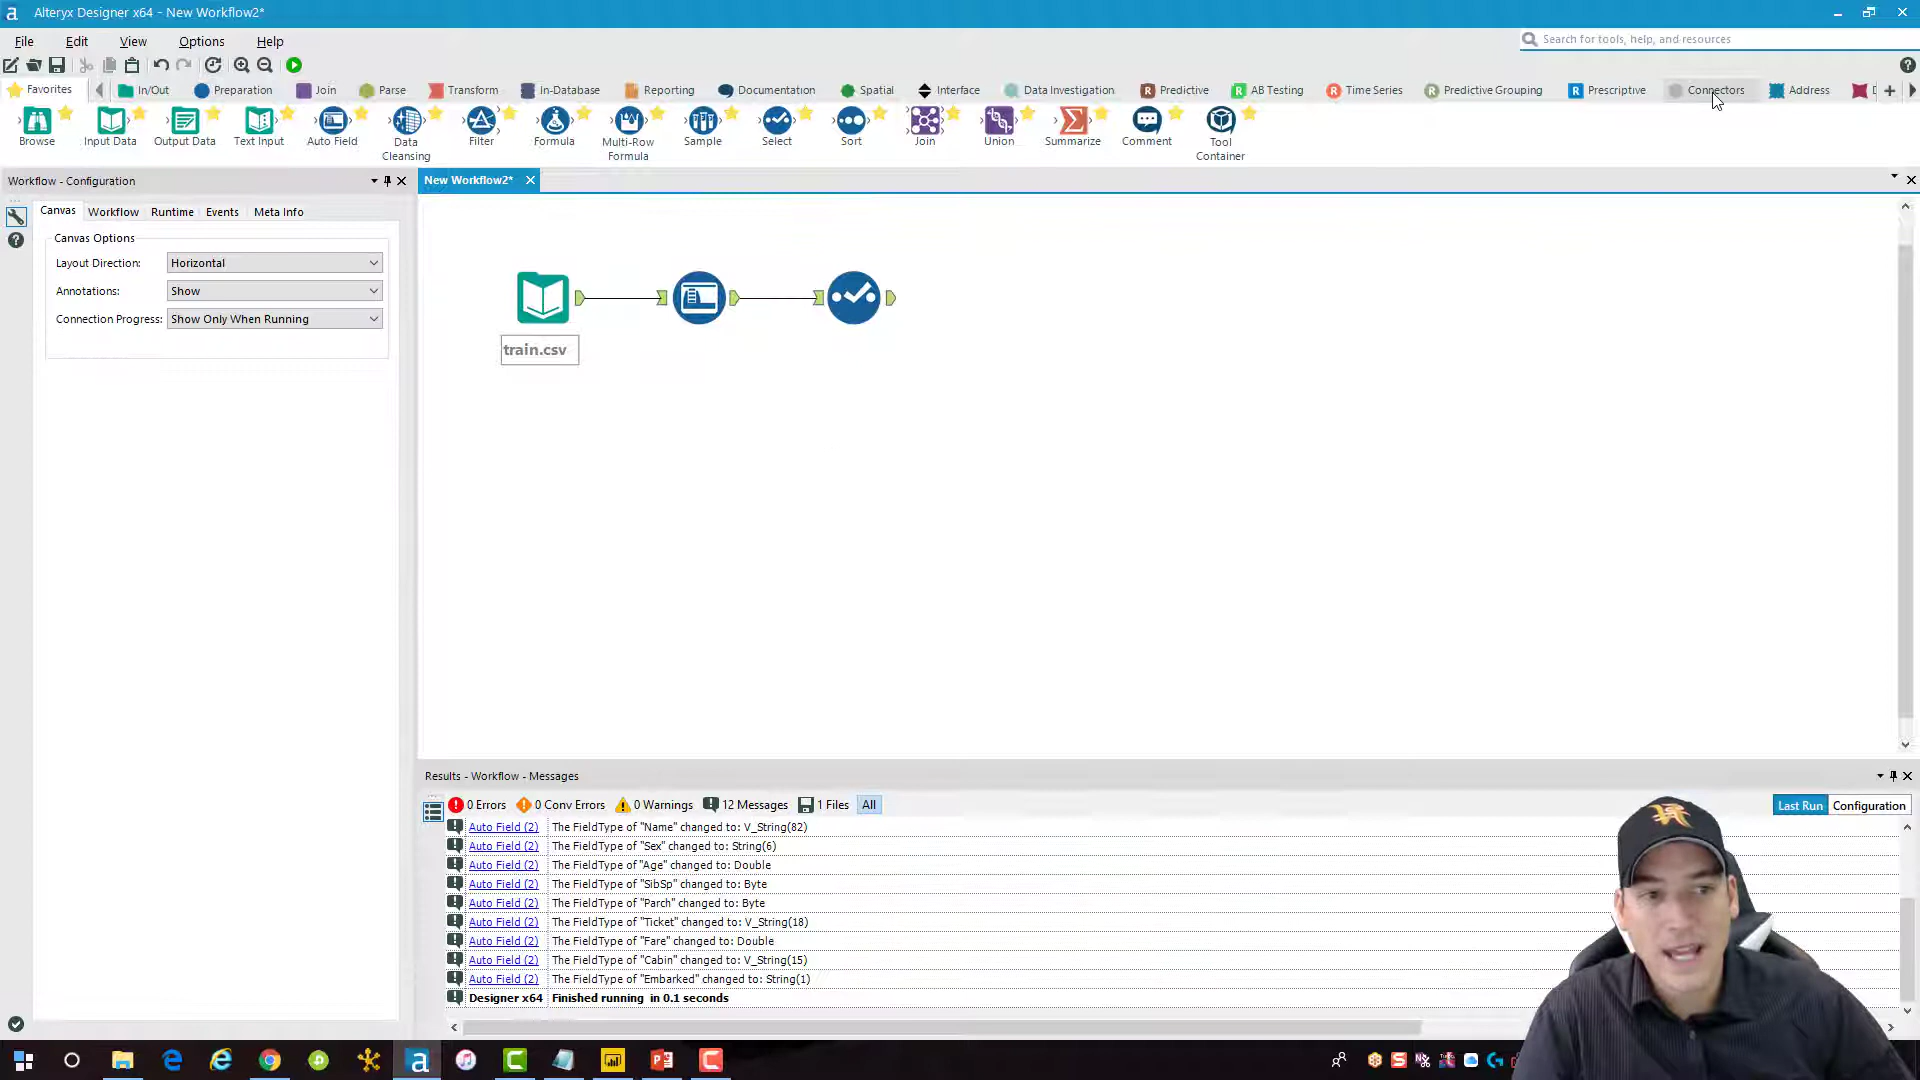 a Alteryx Designer x64 - New Workflow2*
File Edit View Options Help
Search for tools, help, and resources
Favorites In/Out Preparation Join Parse Transform In-Database Reporting Documentation Spatial Interface Data Investigation Predictive AB Testing Time Series Predictive Grouping Prescriptive Connectors Address
Browse Input Data Output Data Text Input Auto Field Data Cleansing Filter Formula Multi-Row Formula Sample Select Sort Join Union Summarize Comment Tool Container
Workflow - Configuration
New Workflow2*
Canvas Workflow Runtime Events Meta Info
Canvas Options
Layout Direction: Horizontal
Annotations: Show
Connection Progress: Show Only When Running
train.csv
Results - Workflow - Messages
0 Errors 0 Conv Errors 0 Warnings 12 Messages 1 Files All Last Run Configuration
Auto Field (2) The FieldType of "Name" changed to: V_String(82)
Auto Field (2) The FieldType of "Sex" changed to: String(6)
Auto Field (2) The FieldType of "Age" changed to: Double
Auto Field (2) The FieldType of "SibSp" changed to: Byte
Auto Field (2) The FieldType of "Parch" changed to: Byte
Auto Field (2) The FieldType of "Ticket" changed to: V_String(18)
Auto Field (2) The FieldType of "Fare" changed to: Double
Auto Field (2) The FieldType of "Cabin" changed to: V_String(15)
Auto Field (2) The FieldType of "Embarked" changed to: String(1)
Designer x64 Finished running in 0.1 seconds